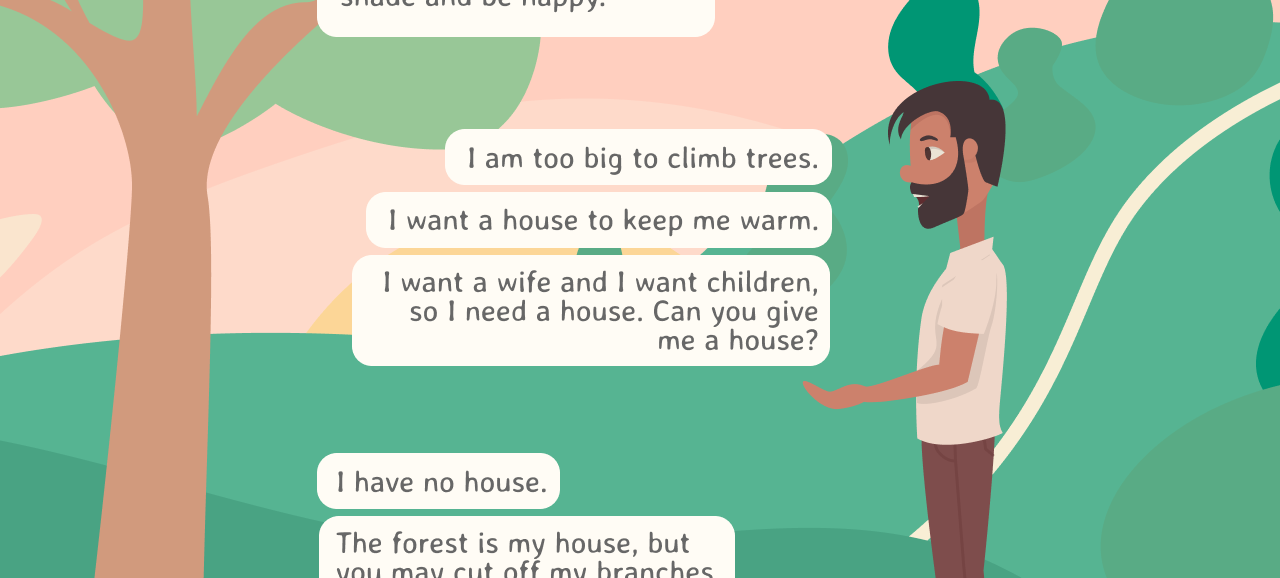 shade and be happy.
I am too big to climb trees.
I want a house to keep me warm.
I want a wife and I want children,
so I need a house. Can you give
me a house?
I have no house.
The forest is my house, but
you may cut off my branches